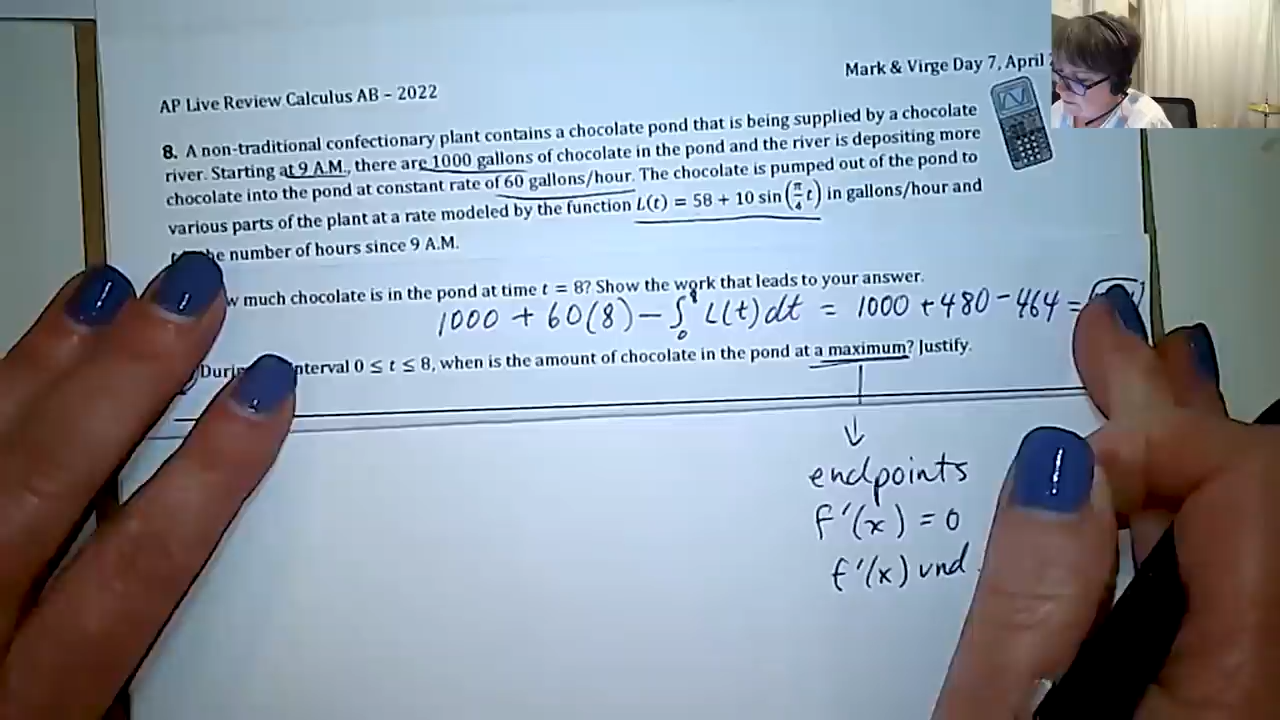 Mark & Virge Day 7, April
AP Live Review Calculus AB – 2022
8. A non-traditional confectionary plant contains a chocolate pond that is being supplied by a chocolate
river. Starting at 9 A.M., there are 1000 gallons of chocolate in the pond and the river is depositing more
chocolate into the pond at constant rate of 60 gallons/hour. The chocolate is pumped out of the pond to
various parts of the plant at a rate modeled by the function L(t) = 58 + 10 sin(π/4 t) in gallons/hour and
number of hours since 9 A.M.
much chocolate is in the pond at time t = 8? Show the work that leads to your answer.
1000 + 60(8) − ∫₀⁸ L(t) dt = 1000 + 480 − 464 =
0 ≤ t ≤ 8, when is the amount of chocolate in the pond at a maximum? Justify.
endpoints
f'(x) = 0
f'(x) und